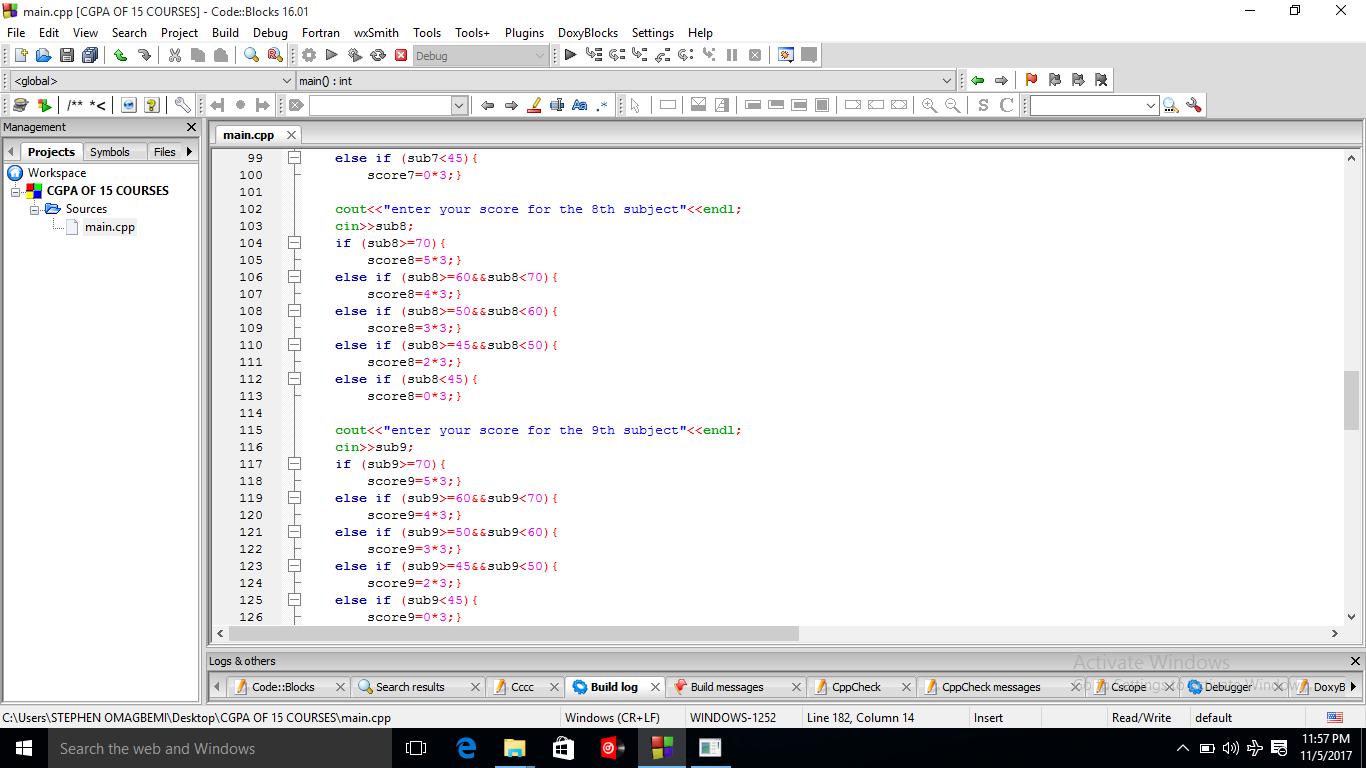 main.cpp [CGPA OF 15 COURSES] - Code::Blocks 16.01
File Edit View Search Project Build Debug Fortran wxSmith Tools Tools+ Plugins DoxyBlocks Settings Help
Debug
<global> main() : int
/** *<
Aa .*
S C
Management
Projects Symbols Files
Workspace
CGPA OF 15 COURSES
Sources
main.cpp
main.cpp
99 else if (sub7<45){
100 score7=0*3;}
101
102 cout<<"enter your score for the 8th subject"<<endl;
103 cin>>sub8;
104 if (sub8>=70){
105 score8=5*3;}
106 else if (sub8>=60&&sub8<70){
107 score8=4*3;}
108 else if (sub8>=50&&sub8<60){
109 score8=3*3;}
110 else if (sub8>=45&&sub8<50){
111 score8=2*3;}
112 else if (sub8<45){
113 score8=0*3;}
114
115 cout<<"enter your score for the 9th subject"<<endl;
116 cin>>sub9;
117 if (sub9>=70){
118 score9=5*3;}
119 else if (sub9>=60&&sub9<70){
120 score9=4*3;}
121 else if (sub9>=50&&sub9<60){
122 score9=3*3;}
123 else if (sub9>=45&&sub9<50){
124 score9=2*3;}
125 else if (sub9<45){
126 score9=0*3;}
Logs & others
Activate Windows
Go to Settings to activate Windows.
Code::Blocks Search results Cccc Build log Build messages CppCheck CppCheck messages Cscope Debugger DoxyB
C:\Users\STEPHEN OMAGBEMI\Desktop\CGPA OF 15 COURSES\main.cpp Windows (CR+LF) WINDOWS-1252 Line 182, Column 14 Insert Read/Write default
Search the web and Windows
11:57 PM
11/5/2017